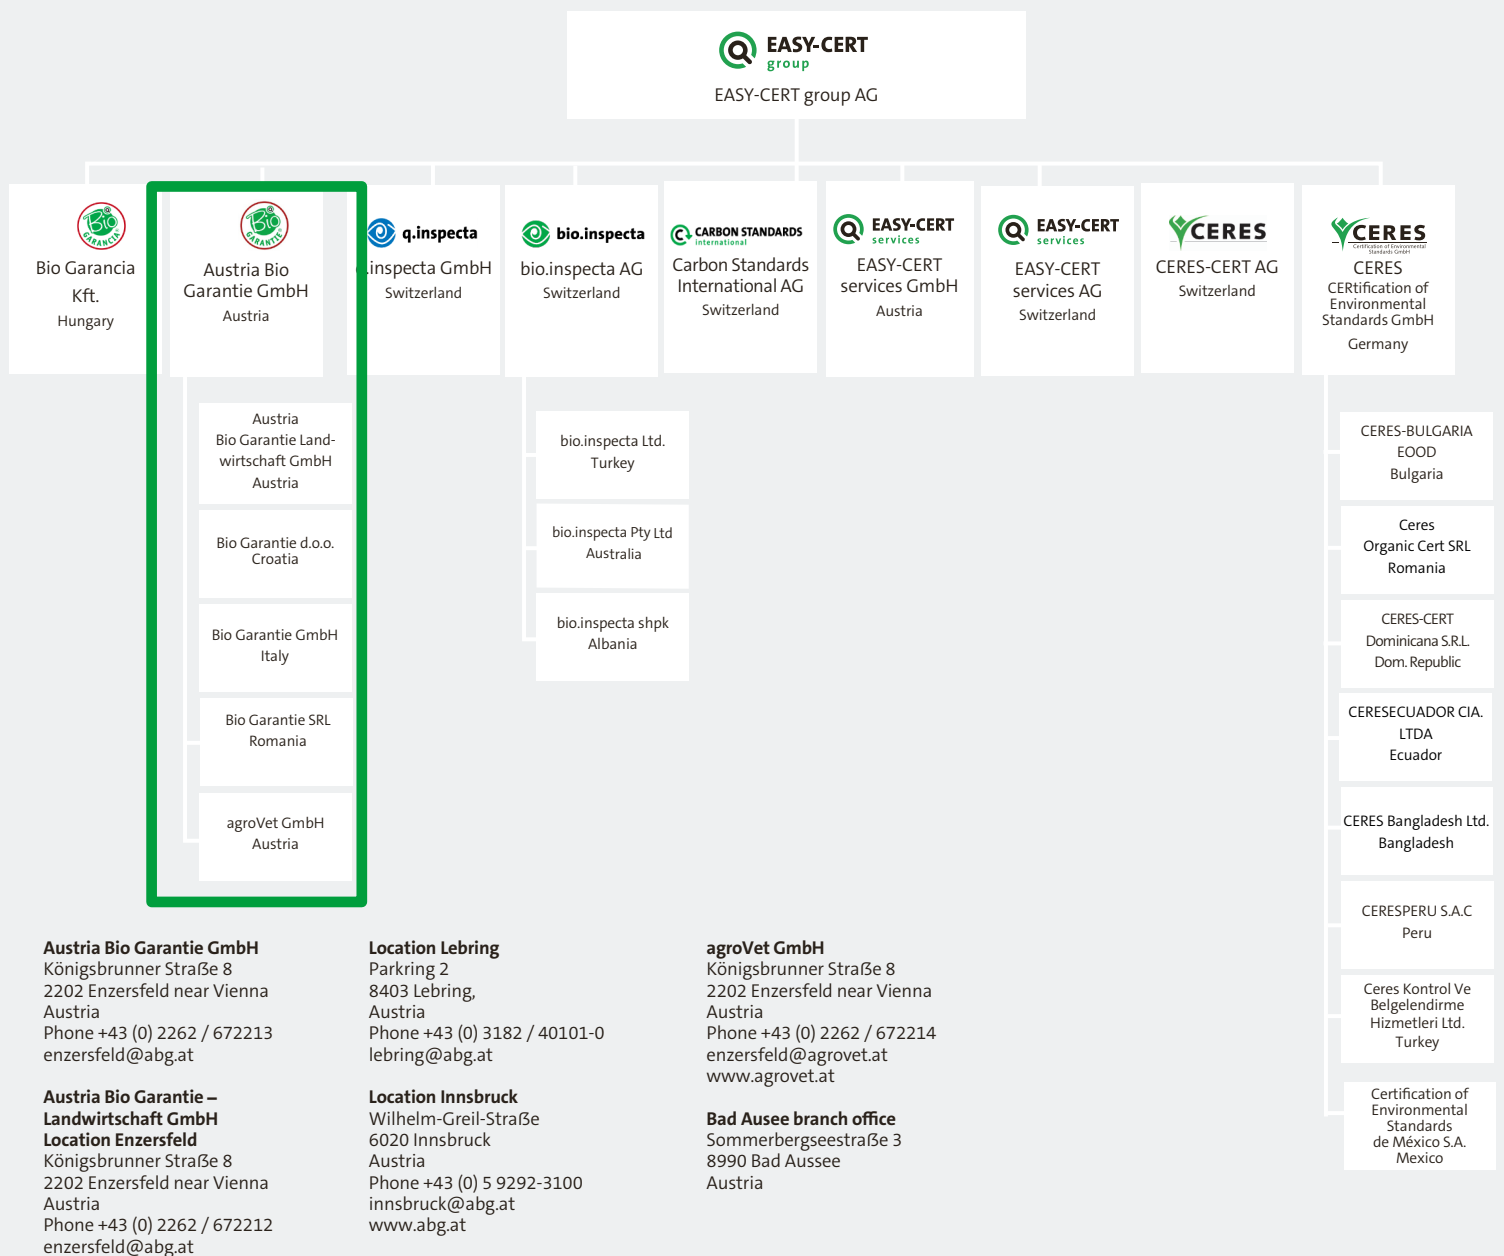 EASY-CERT
group
EASY-CERT group AG
Bio
GARANCIA
Bio Garancia
Kft.
Hungary
Bio
GARANTIE
Austria Bio
Garantie GmbH
Austria
q.inspecta
.inspecta GmbH
Switzerland
bio.inspecta
bio.inspecta AG
Switzerland
CARBON STANDARDS
international
Carbon Standards
International AG
Switzerland
EASY-CERT
services
EASY-CERT
services GmbH
Austria
EASY-CERT
services
EASY-CERT
services AG
Switzerland
CERES
CERES-CERT AG
Switzerland
CERES
Certification of Environmental
Standards GmbH
CERES
CERtification of
Environmental
Standards GmbH
Germany
Austria
Bio Garantie Land-
wirtschaft GmbH
Austria
Bio Garantie d.o.o.
Croatia
Bio Garantie GmbH
Italy
Bio Garantie SRL
Romania
agroVet GmbH
Austria
bio.inspecta Ltd.
Turkey
bio.inspecta Pty Ltd
Australia
bio.inspecta shpk
Albania
CERES-BULGARIA
EOOD
Bulgaria
Ceres
Organic Cert SRL
Romania
CERES-CERT
Dominicana S.R.L.
Dom. Republic
CERESECUADOR CIA.
LTDA
Ecuador
CERES Bangladesh Ltd.
Bangladesh
CERESPERU S.A.C
Peru
Ceres Kontrol Ve
Belgelendirme
Hizmetleri Ltd.
Turkey
Certification of
Environmental
Standards
de México S.A.
Mexico
Austria Bio Garantie GmbH
Königsbrunner Straße 8
2202 Enzersfeld near Vienna
Austria
Phone +43 (0) 2262 / 672213
enzersfeld@abg.at
Austria Bio Garantie –
Landwirtschaft GmbH
Location Enzersfeld
Königsbrunner Straße 8
2202 Enzersfeld near Vienna
Austria
Phone +43 (0) 2262 / 672212
enzersfeld@abg.at
Location Lebring
Parkring 2
8403 Lebring,
Austria
Phone +43 (0) 3182 / 40101-0
lebring@abg.at
Location Innsbruck
Wilhelm-Greil-Straße
6020 Innsbruck
Austria
Phone +43 (0) 5 9292-3100
innsbruck@abg.at
www.abg.at
agroVet GmbH
Königsbrunner Straße 8
2202 Enzersfeld near Vienna
Austria
Phone +43 (0) 2262 / 672214
enzersfeld@agrovet.at
www.agrovet.at
Bad Ausee branch office
Sommerbergseestraße 3
8990 Bad Aussee
Austria